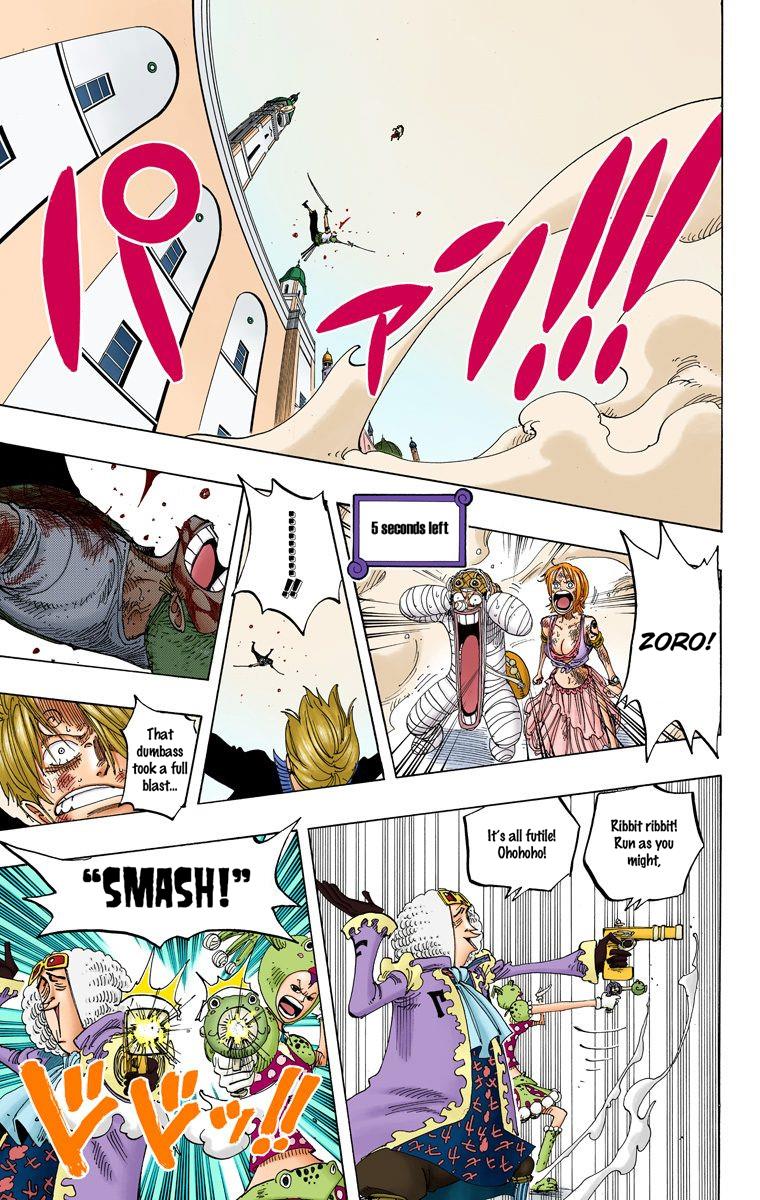 パァン!!!
ZORO!
5 seconds left
!!
That
dumbass
took a full
blast...
Ribbit ribbit!
Run as you
might,
It's all futile!
Ohohoho!
"SMASH!"
ドドッ!!